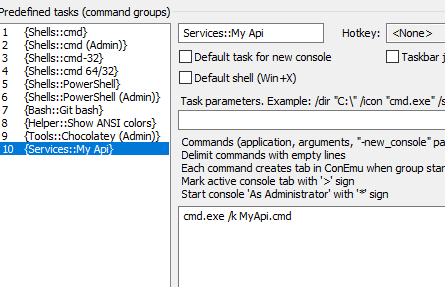 Predefined tasks (command groups)
1 {Shells::cmd}
2 {Shells::cmd (Admin)}
3 {Shells::cmd-32}
4 {Shells::cmd 64/32}
5 {Shells::PowerShell}
6 {Shells::PowerShell (Admin)}
7 {Bash::Git bash}
8 {Helper::Show ANSI colors}
9 {Tools::Chocolatey (Admin)}
10 {Services::My Api}
Services::My Api
Hotkey: <None>
Default task for new console
Taskbar j
Default shell (Win+X)
Task parameters. Example: /dir "C:\" /icon "cmd.exe" /s
Commands (application, arguments, "-new_console" pa
Delimit commands with empty lines
Each command creates tab in ConEmu when group star
Mark active console tab with '>' sign
Start console 'As Administrator' with '*' sign
cmd.exe /k MyApi.cmd